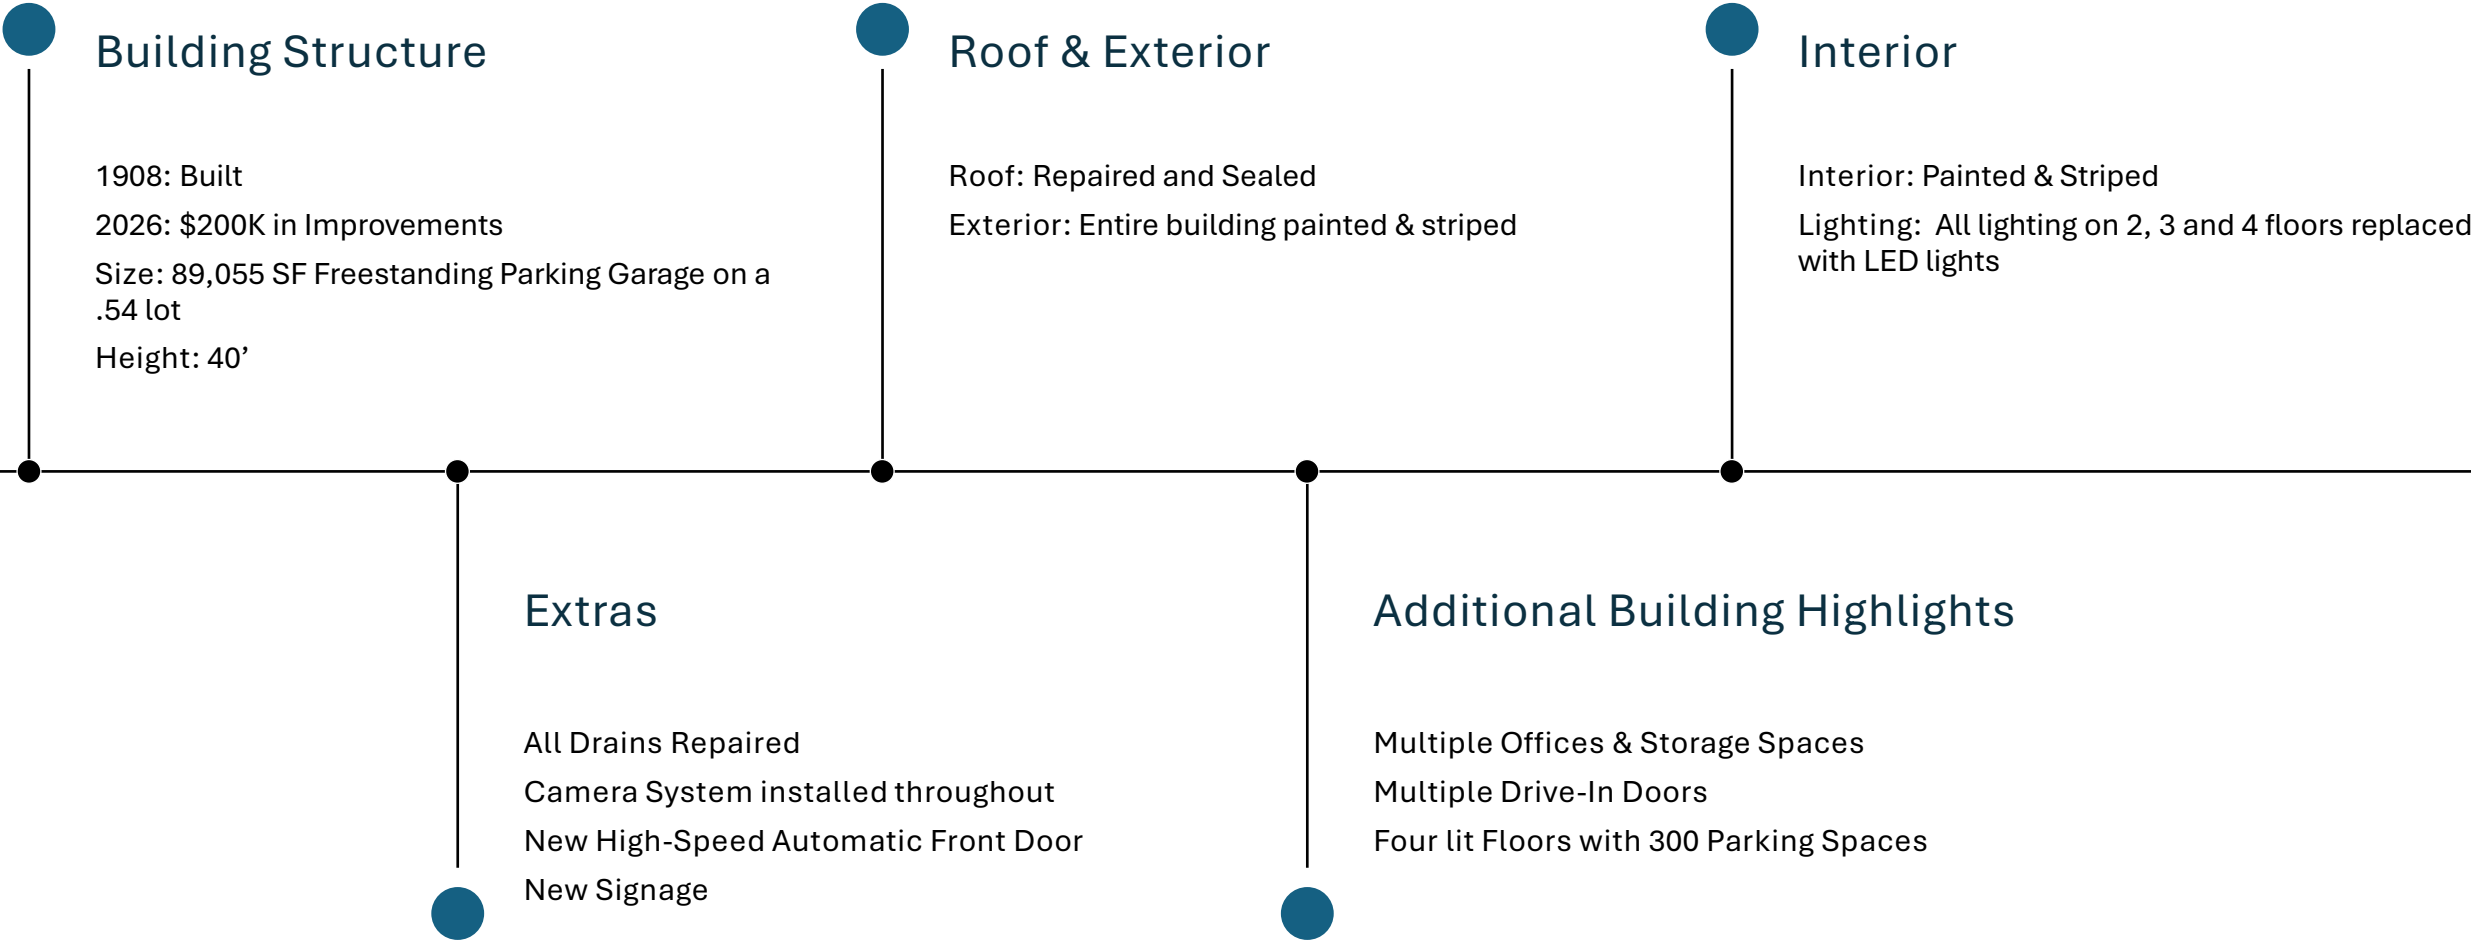 Building Structure
1908: Built
2026: $200K in Improvements
Size: 89,055 SF Freestanding Parking Garage on a
.54 lot
Height: 40’
Roof & Exterior
Roof: Repaired and Sealed
Exterior: Entire building painted & striped
Interior
Interior: Painted & Striped
Lighting:  All lighting on 2, 3 and 4 floors replaced
with LED lights
Extras
All Drains Repaired
Camera System installed throughout
New High-Speed Automatic Front Door
New Signage
Additional Building Highlights
Multiple Offices & Storage Spaces
Multiple Drive-In Doors
Four lit Floors with 300 Parking Spaces